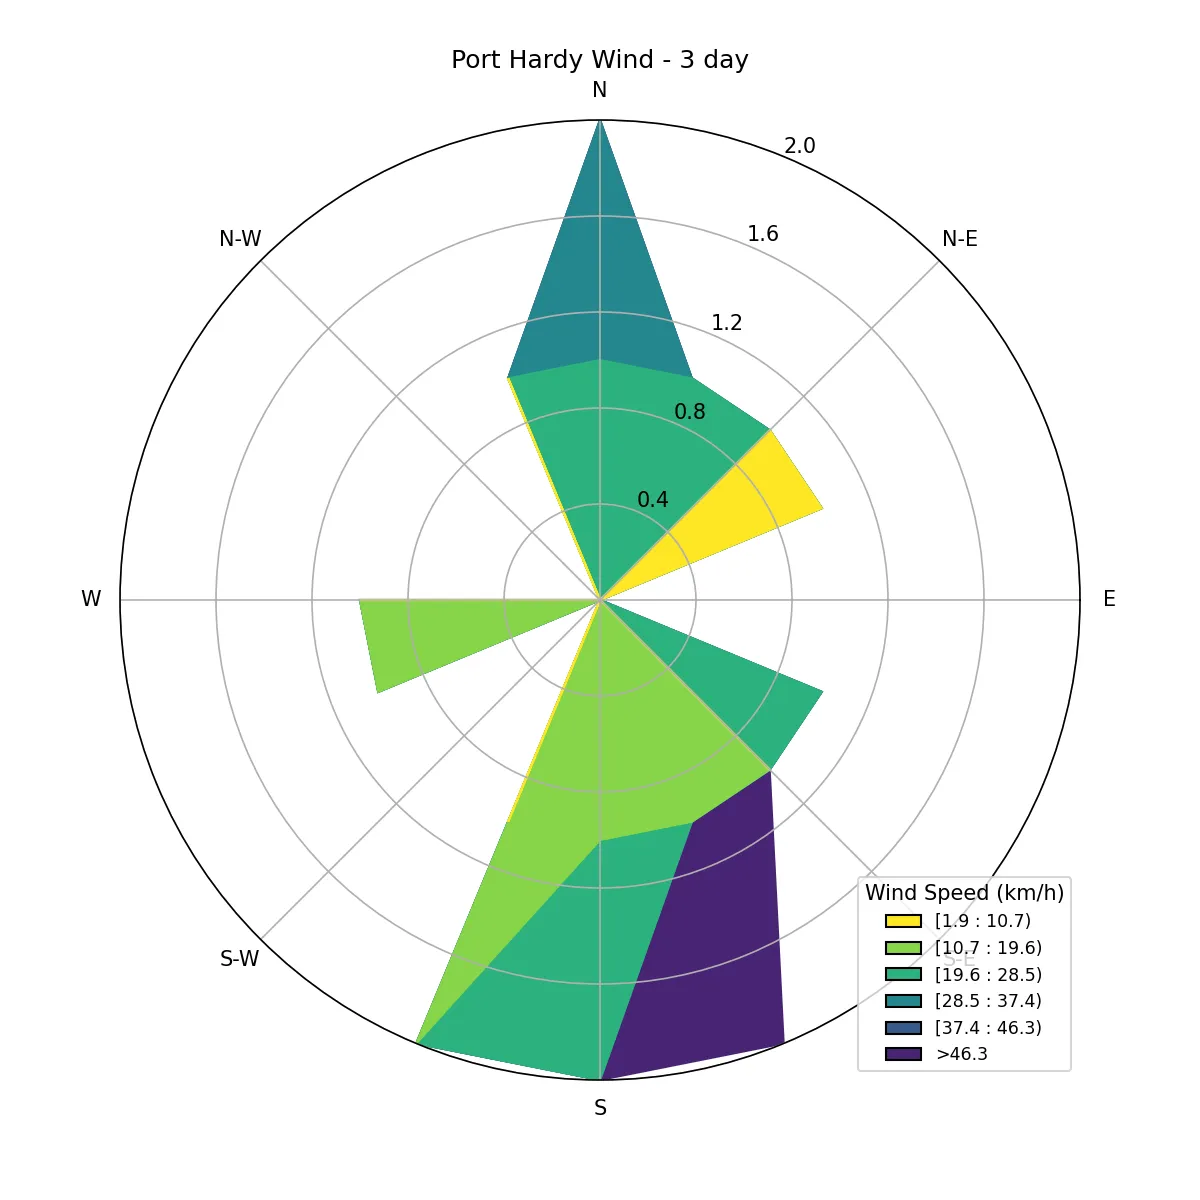 Port Hardy Wind - 3 day
N
2.0
N-W
1.6
N-E
1.2
0.8
0.4
W
E
Wind Speed (km/h)
[1.9 : 10.7)
[10.7 : 19.6)
S-W
S-E
[19.6 : 28.5)
[28.5 : 37.4)
[37.4 : 46.3)
>46.3
S